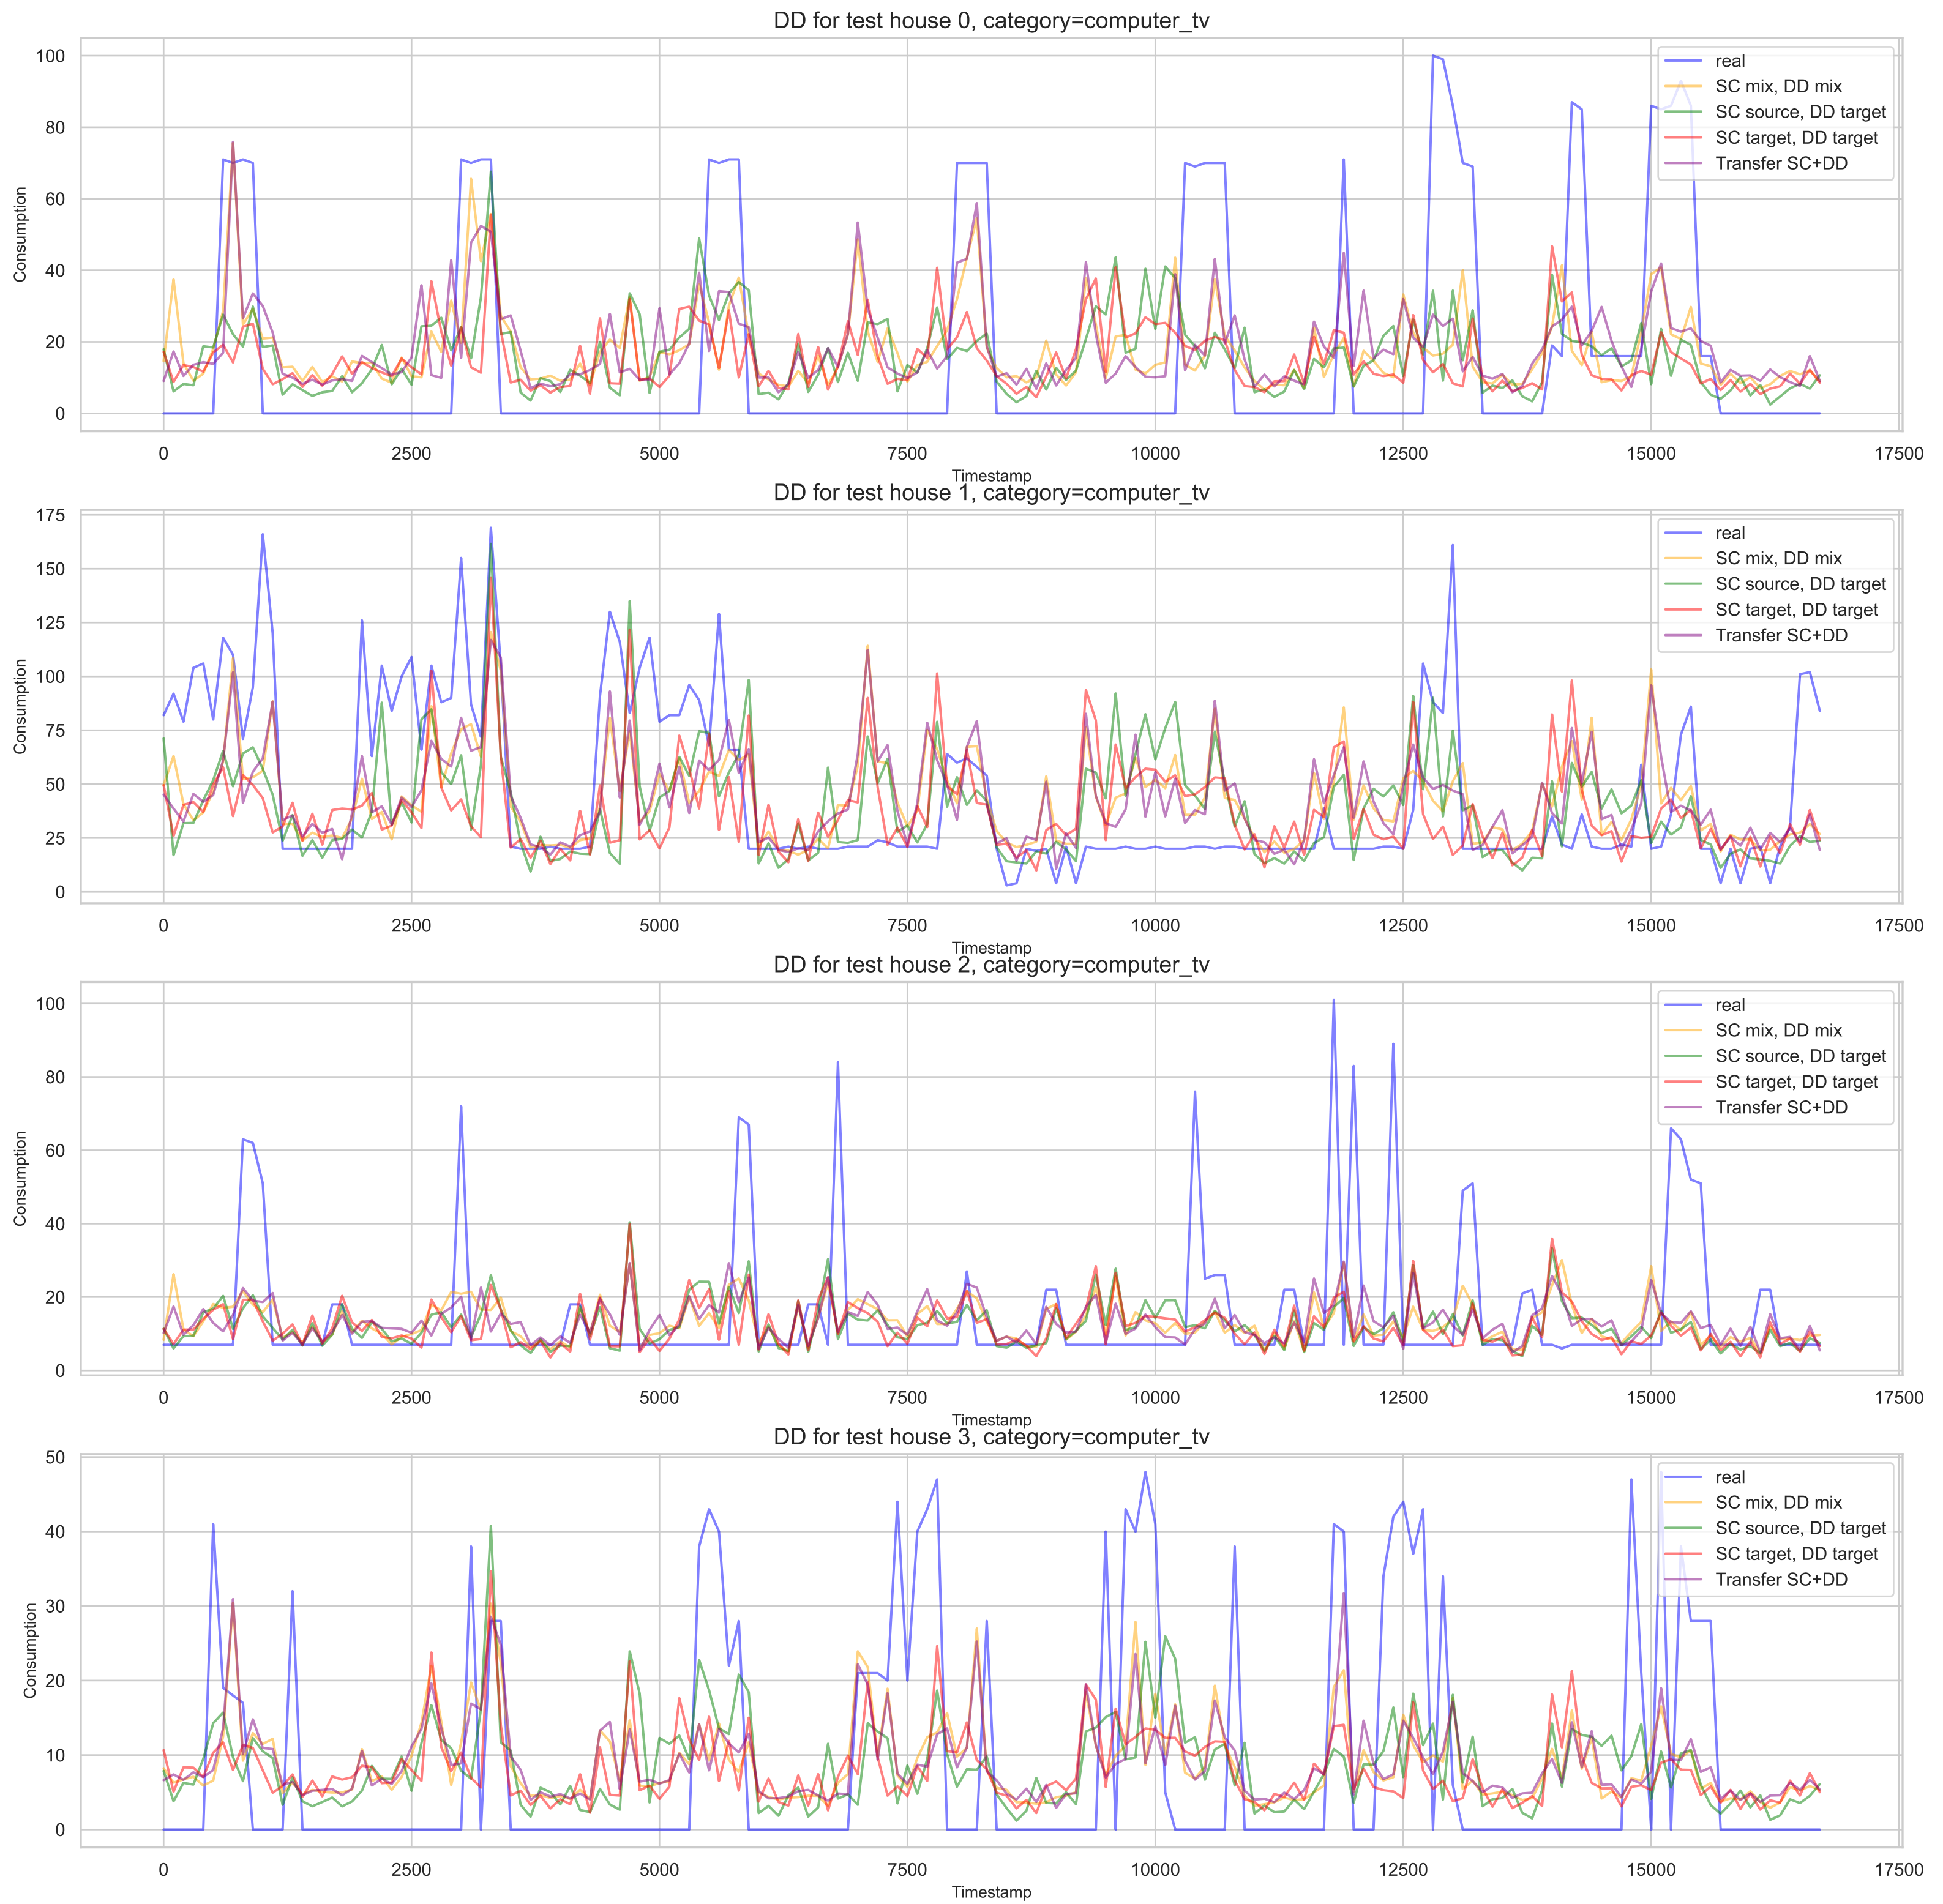 DD for test house 0, category=computer_tv
100
80
60
40
20
0
Consumption
real
SC mix, DD mix
SC source, DD target
SC target, DD target
Transfer SC+DD
0 2500 5000 7500 10000 12500 15000 17500
Timestamp
DD for test house 1, category=computer_tv
175
150
125
100
75
50
25
0
Consumption
real
SC mix, DD mix
SC source, DD target
SC target, DD target
Transfer SC+DD
0 2500 5000 7500 10000 12500 15000 17500
Timestamp
DD for test house 2, category=computer_tv
100
80
60
40
20
0
Consumption
real
SC mix, DD mix
SC source, DD target
SC target, DD target
Transfer SC+DD
0 2500 5000 7500 10000 12500 15000 17500
Timestamp
DD for test house 3, category=computer_tv
50
40
30
20
10
0
Consumption
real
SC mix, DD mix
SC source, DD target
SC target, DD target
Transfer SC+DD
0 2500 5000 7500 10000 12500 15000 17500
Timestamp